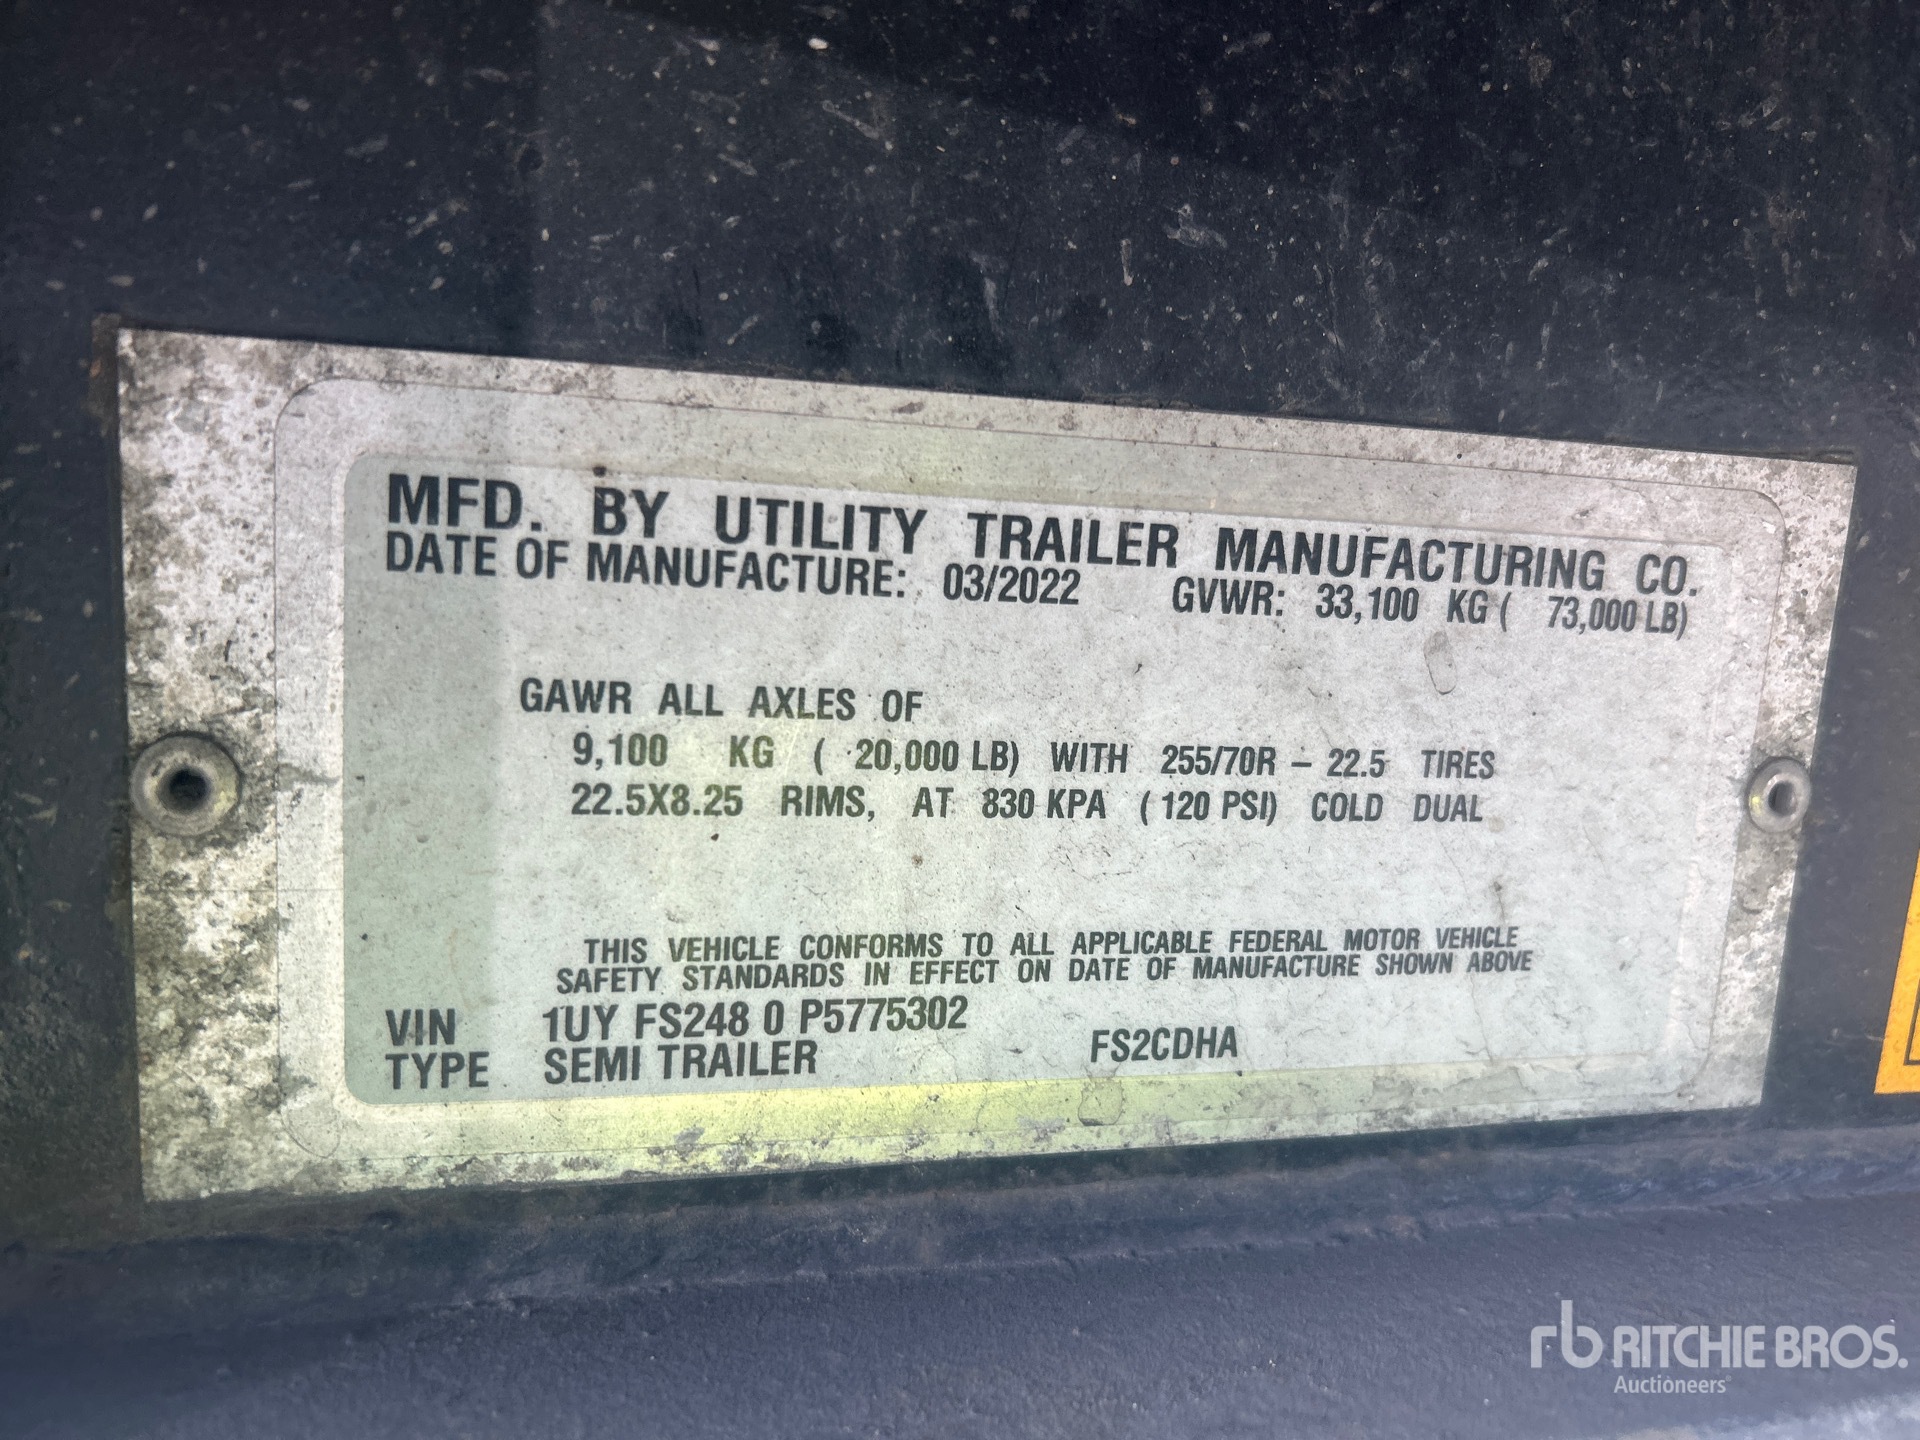 MFD. BY UTILITY TRAILER MANUFACTURING CO.
DATE OF MANUFACTURE: 03/2022 GVWR: 33,100 KG ( 73,000 LB)
GAWR ALL AXLES OF
9,100 KG ( 20,000 LB) WITH 255/70R – 22.5 TIRES
22.5X8.25 RIMS, AT 830 KPA ( 120 PSI) COLD DUAL
THIS VEHICLE CONFORMS TO ALL APPLICABLE FEDERAL MOTOR VEHICLE
SAFETY STANDARDS IN EFFECT ON DATE OF MANUFACTURE SHOWN ABOVE
VIN 1UY FS248 0 P5775302
TYPE SEMI TRAILER FS2CDHA
rb RITCHIE BROS.
Auctioneers